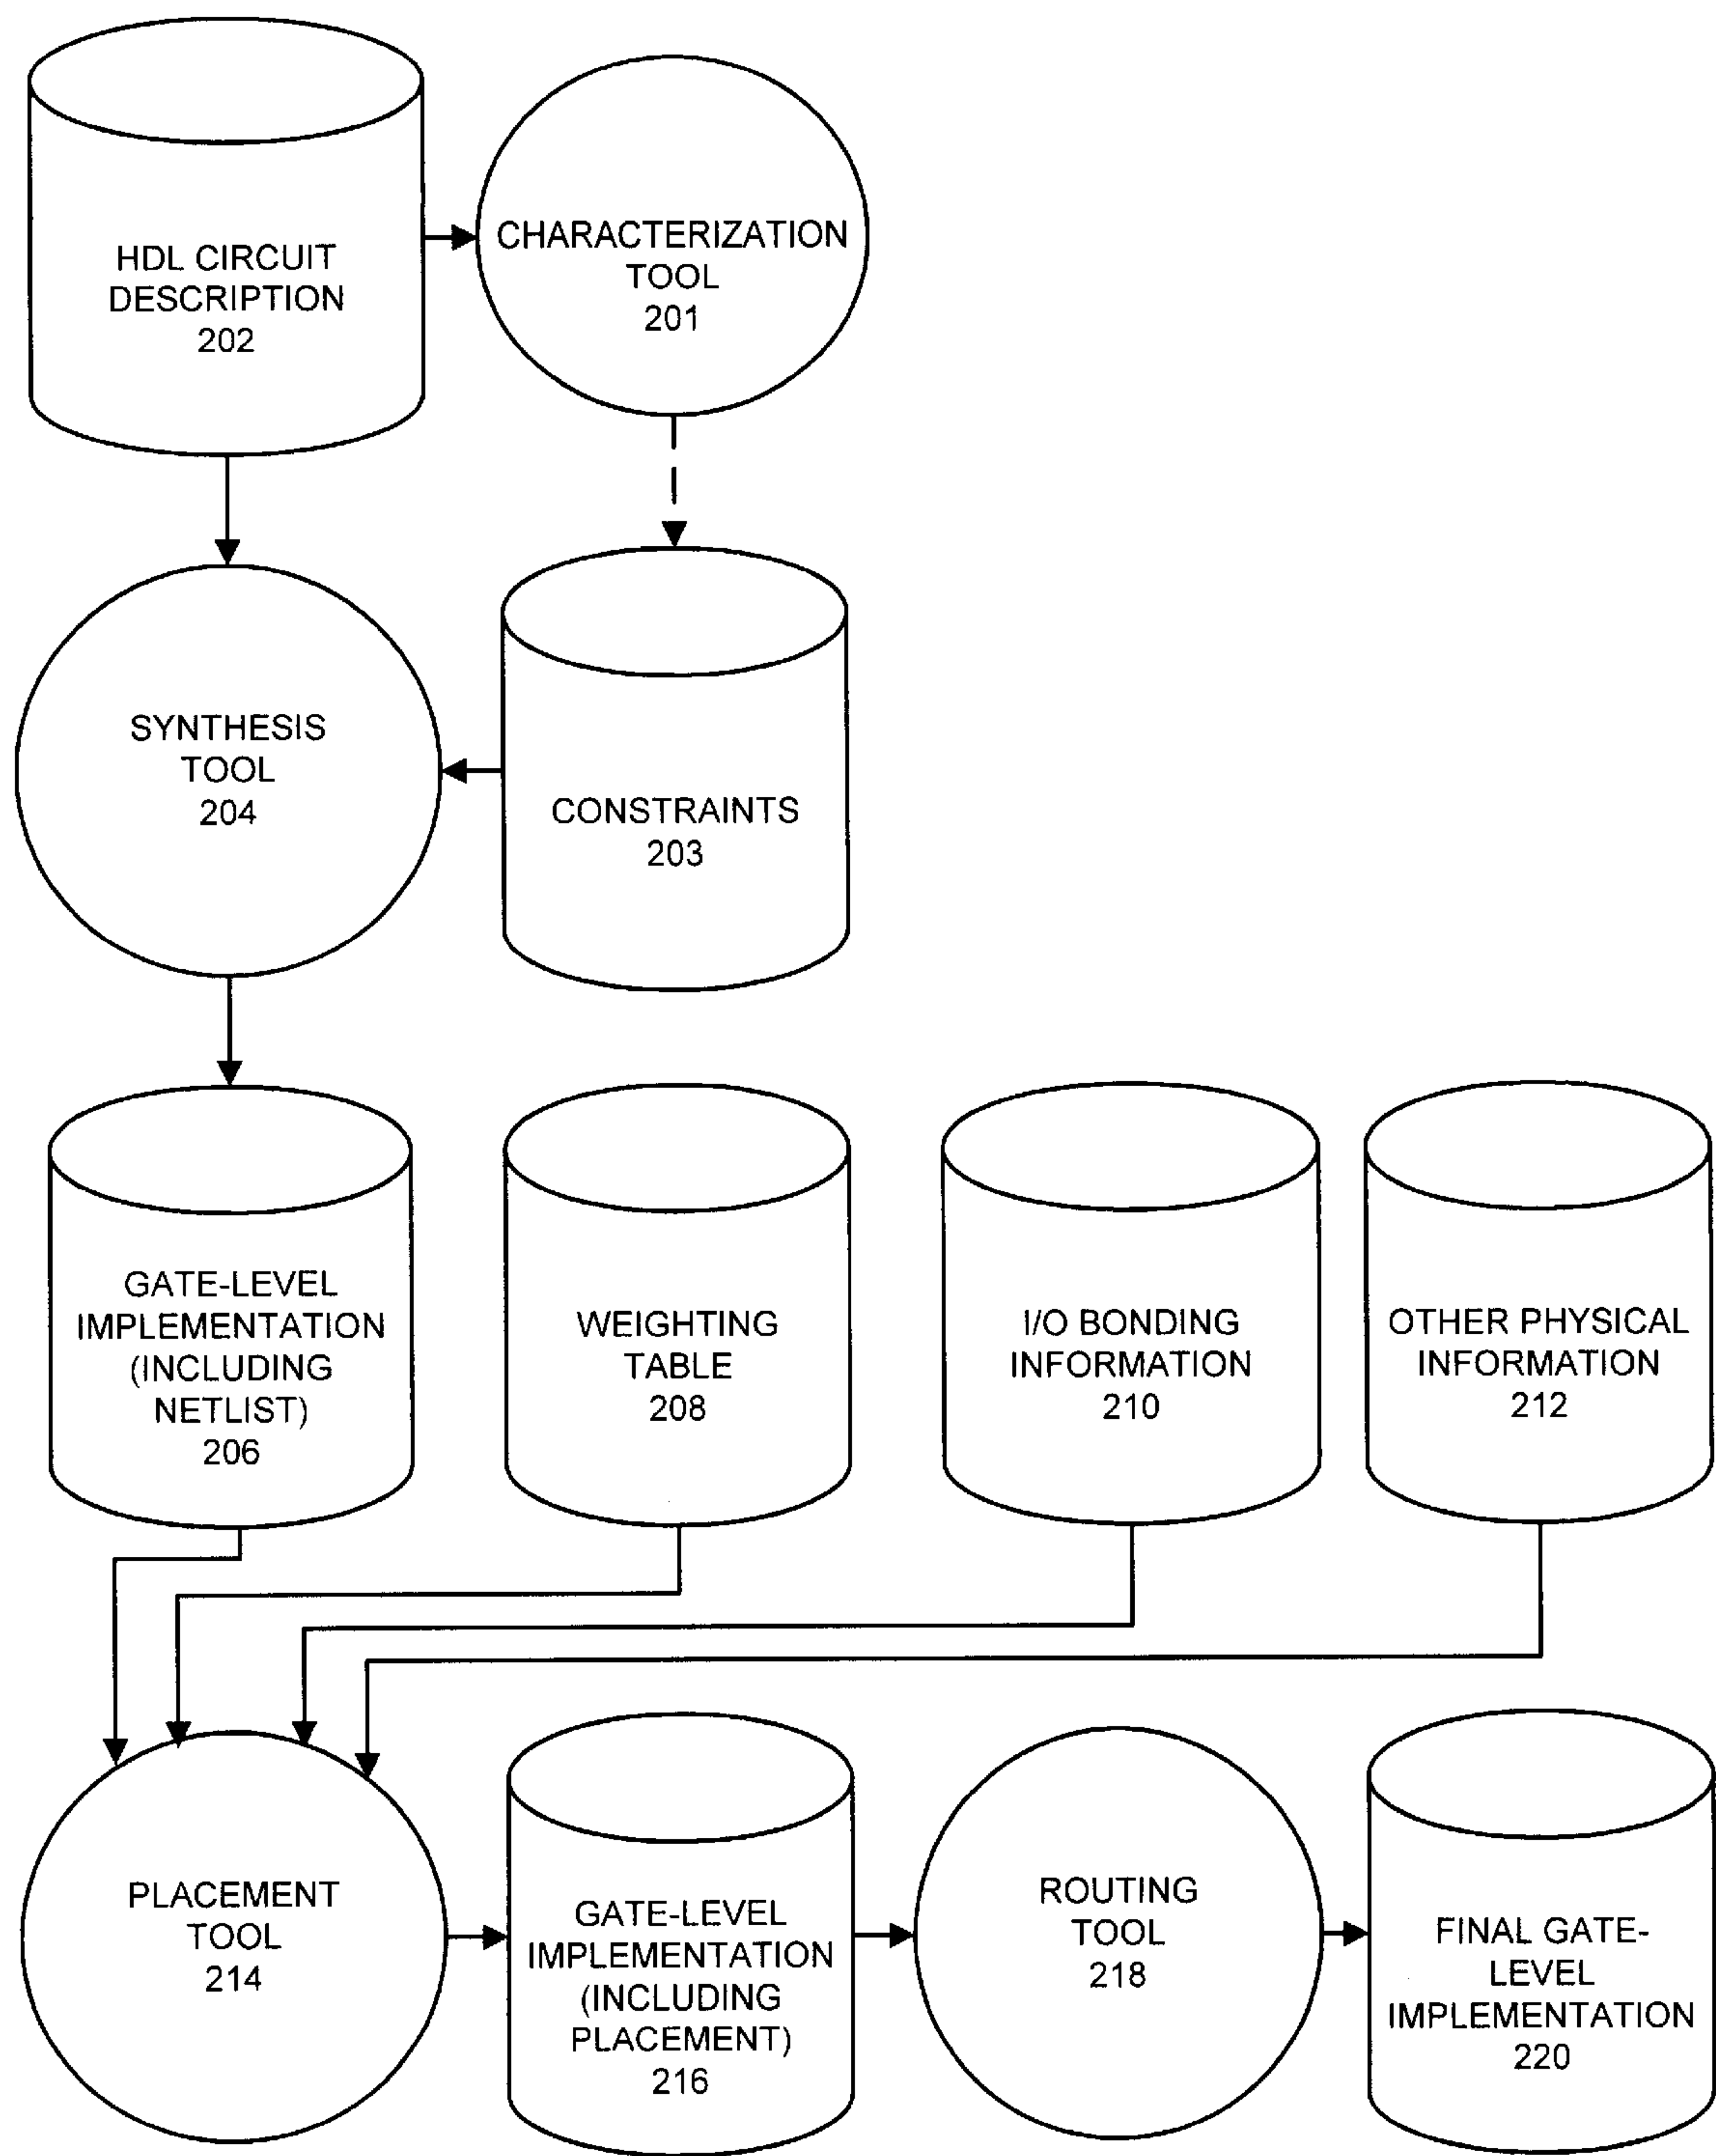 HDL CIRCUIT
DESCRIPTION
202
CHARACTERIZATION
TOOL
201
SYNTHESIS
TOOL
204
CONSTRAINTS
203
GATE-LEVEL
IMPLEMENTATION
(INCLUDING
NETLIST)
206
WEIGHTING
TABLE
208
I/O BONDING
INFORMATION
210
OTHER PHYSICAL
INFORMATION
212
PLACEMENT
TOOL
214
GATE-LEVEL
IMPLEMENTATION
(INCLUDING
PLACEMENT)
216
ROUTING
TOOL
218
FINAL GATE-
LEVEL
IMPLEMENTATION
220